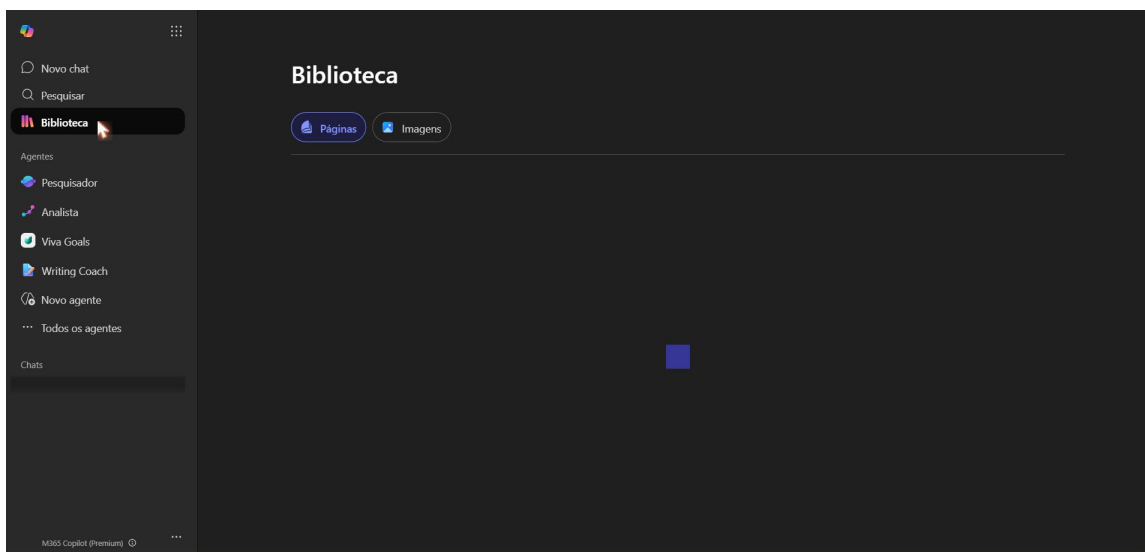 Novo chat
Pesquisar
Biblioteca
Agentes
Pesquisador
Analista
Viva Goals
Writing Coach
Novo agente
Todos os agentes
Chats
M365 Copilot (Premium)
Biblioteca
Páginas
Imagens